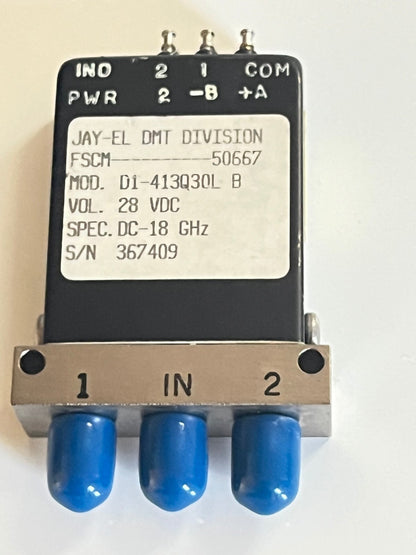 IND 2 1 COM
PWR 2 -B +A
JAY-EL DMT DIVISION
FSCM----------50667
MOD. D1-413Q30L B
VOL. 28 VDC
SPEC. DC-18 GHz
S/N 367409
1 IN 2